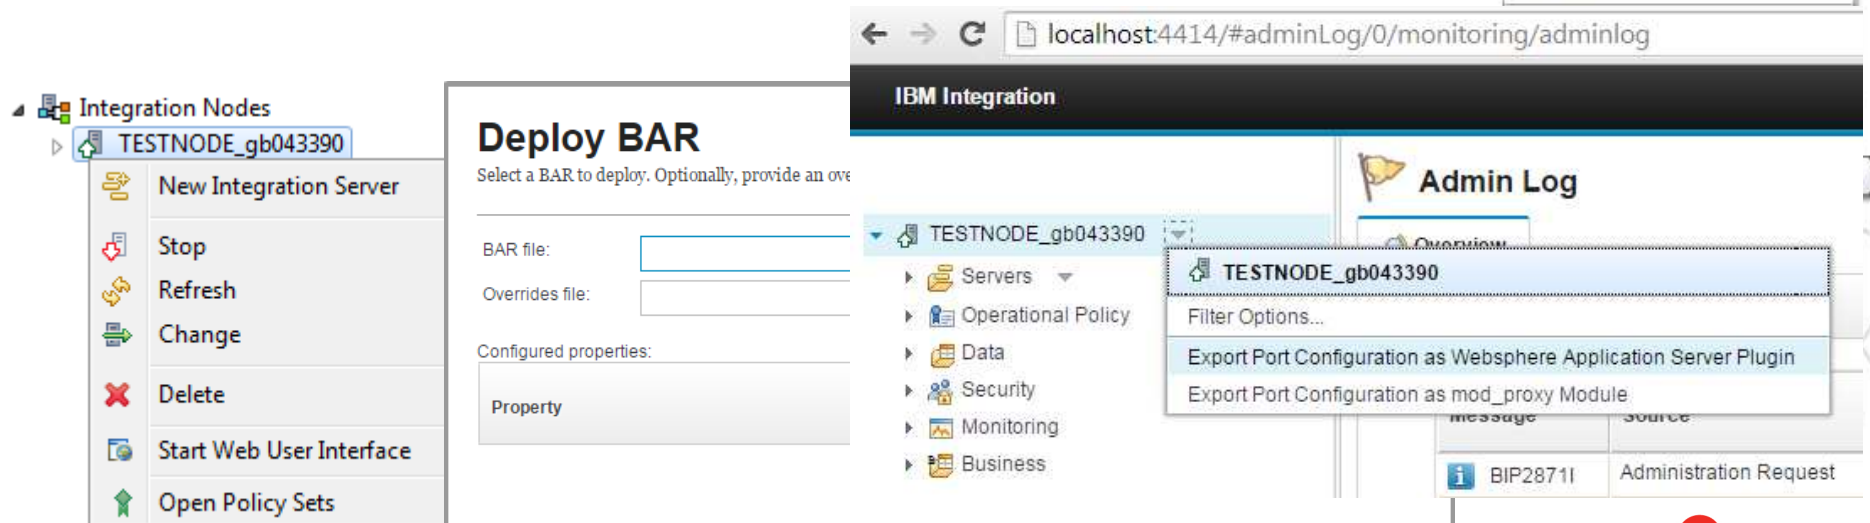 Integration Nodes
TESTNODE_gb043390
New Integration Server
Stop
Refresh
Change
Delete
Start Web User Interface
Open Policy Sets
Deploy BAR
Select a BAR to deploy. Optionally, provide an ove
BAR file:
Overrides file:
Configured properties:
Property
localhost:4414/#adminLog/0/monitoring/adminlog
IBM Integration
TESTNODE_gb043390
Servers
Operational Policy
Data
Security
Monitoring
Business
Admin Log
Overview
TESTNODE_gb043390
Filter Options...
Export Port Configuration as Websphere Application Server Plugin
Export Port Configuration as mod_proxy Module
Message Source
BIP2871I Administration Request